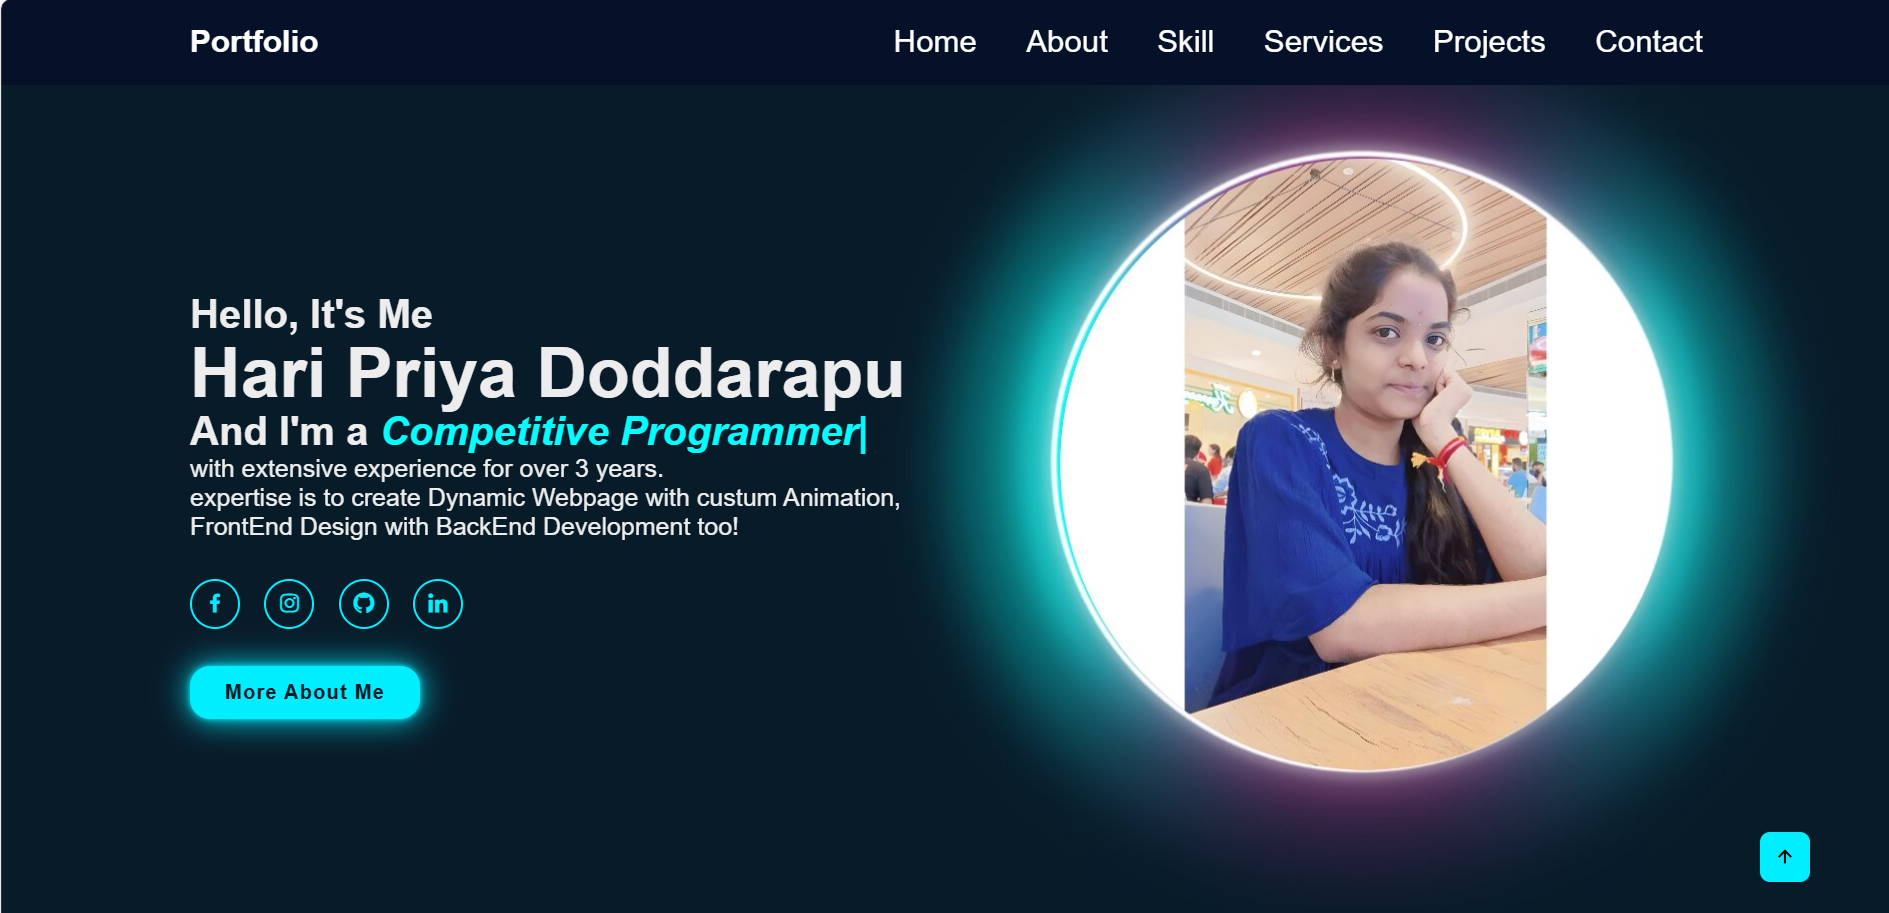 Portfolio
Home About Skill Services Projects Contact
Hello, It's Me
Hari Priya Doddarapu
And I'm a Competitive Programmer|
with extensive experience for over 3 years.
expertise is to create Dynamic Webpage with custum Animation,
FrontEnd Design with BackEnd Development too!
More About Me